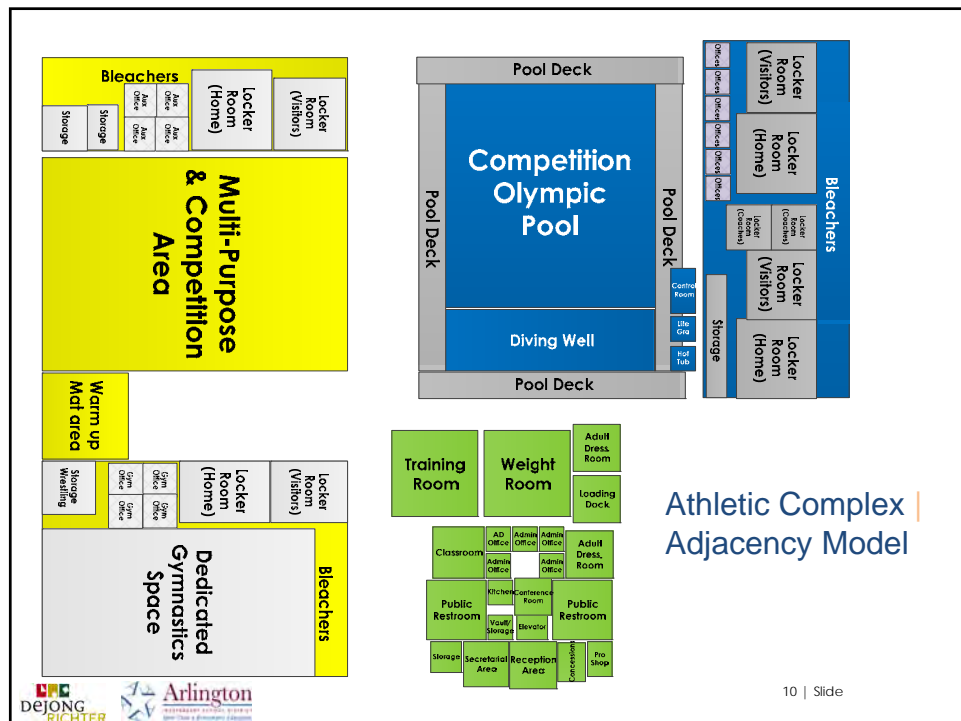 Bleachers
Storage
Storage
Aux
Office
Aux
Office
Aux
Office
Aux
Office
Locker
Room
(Home)
Locker
Room
(Visitors)
Multi-Purpose
& Competition
Area
Warm up
Mat area
Storage
Wrestling
Gym
Office
Gym
Office
Gym
Office
Gym
Office
Locker
Room
(Home)
Locker
Room
(Visitors)
Dedicated
Gymnastics
Space
Bleachers
Pool Deck
Pool Deck
Competition
Olympic
Pool
Pool Deck
Diving Well
Pool Deck
Control
Room
Life
Gra
Hot
Tub
Offices
Offices
Offices
Offices
Offices
Offices
Locker
Room
(Visitors)
Locker
Room
(Home)
Bleachers
Locker
Room
(Coaches)
Locker
Room
(Coaches)
Storage
Locker
Room
(Visitors)
Locker
Room
(Home)
Training
Room
Weight
Room
Adult
Dress.
Room
Loading
Dock
Classroom
AD
Office
Admin
Office
Admin
Office
Admin
Office
Admin
Office
Adult
Dress.
Room
Public
Restroom
Kitchen
Conference
Room
Public
Restroom
Vault/
Storage
Elevator
Storage
Secretarial
Area
Reception
Area
Concessions
Pro
Shop
Athletic Complex |
Adjacency Model
DEJONG
RICHTER
Arlington
INDEPENDENT SCHOOL DISTRICT
10 | Slide